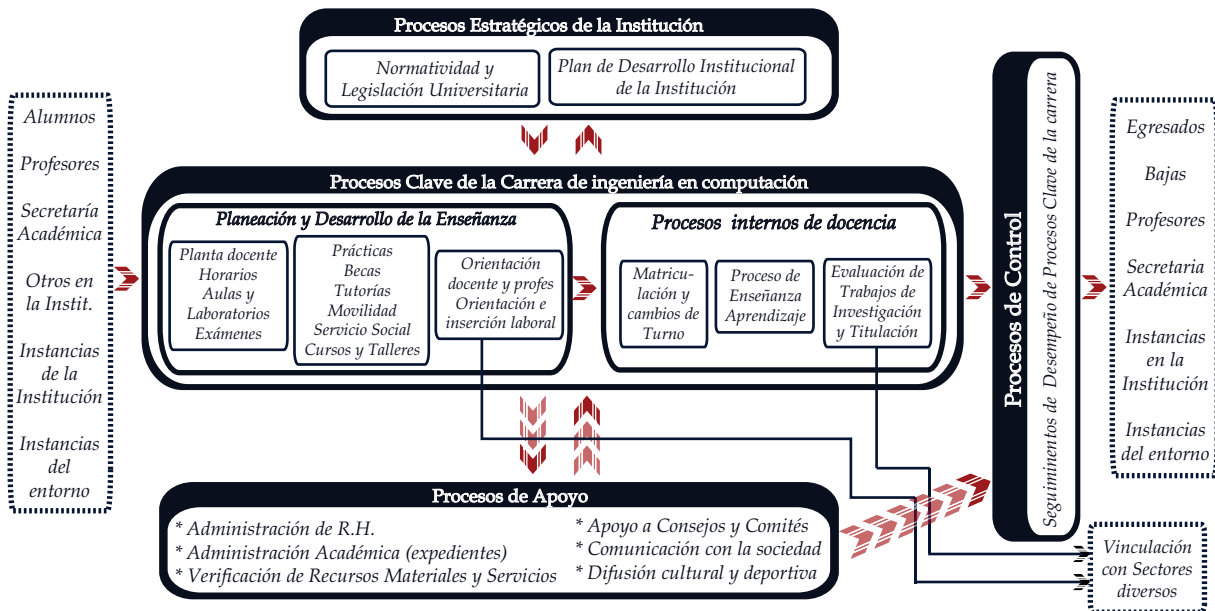 Procesos Estratégicos de la Institución
Normatividad y
Legislación Universitaria
Plan de Desarrollo Institucional
de la Institución
Alumnos
Profesores
Secretaría
Académica
Otros en
la Instit.
Instancias
de la
Institución
Instancias
del
entorno
Procesos Clave de la Carrera de ingeniería en computación
Planeación y Desarrollo de la Enseñanza
Planta docente
Horarios
Aulas y
Laboratorios
Exámenes
Prácticas
Becas
Tutorías
Movilidad
Servicio Social
Cursos y Talleres
Orientación
docente y profes
Orientación e
inserción laboral
Procesos internos de docencia
Matricu-
lación y
cambios de
Turno
Proceso de
Enseñanza
Aprendizaje
Evaluación de
Trabajos de
Investigación
y Titulación
Procesos de Apoyo
* Administración de R.H.
* Administración Académica (expedientes)
* Verificación de Recursos Materiales y Servicios
* Apoyo a Consejos y Comités
* Comunicación con la sociedad
* Difusión cultural y deportiva
Procesos de Control
Seguiminentos de Desempeño de Procesos Clave de la carrera
Egresados
Bajas
Profesores
Secretaria
Académica
Instancias
en la
Institución
Instancias
del entorno
Vinculación
con Sectores
diversos